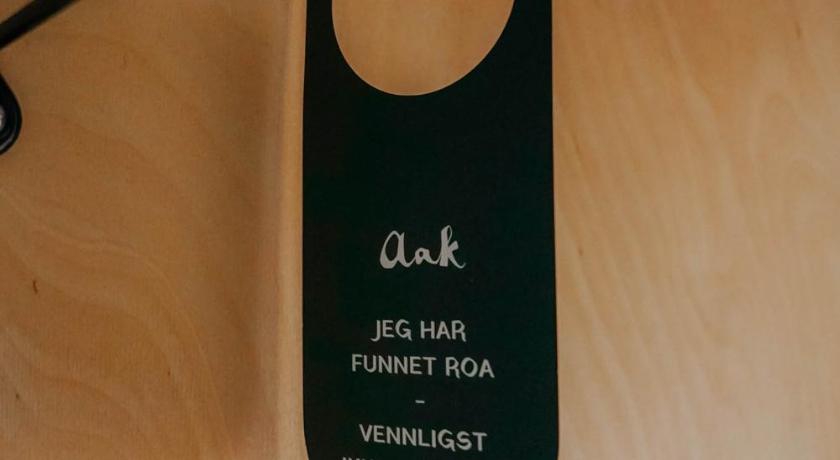 Aak
JEG HAR
FUNNET ROA
-
VENNLIGST